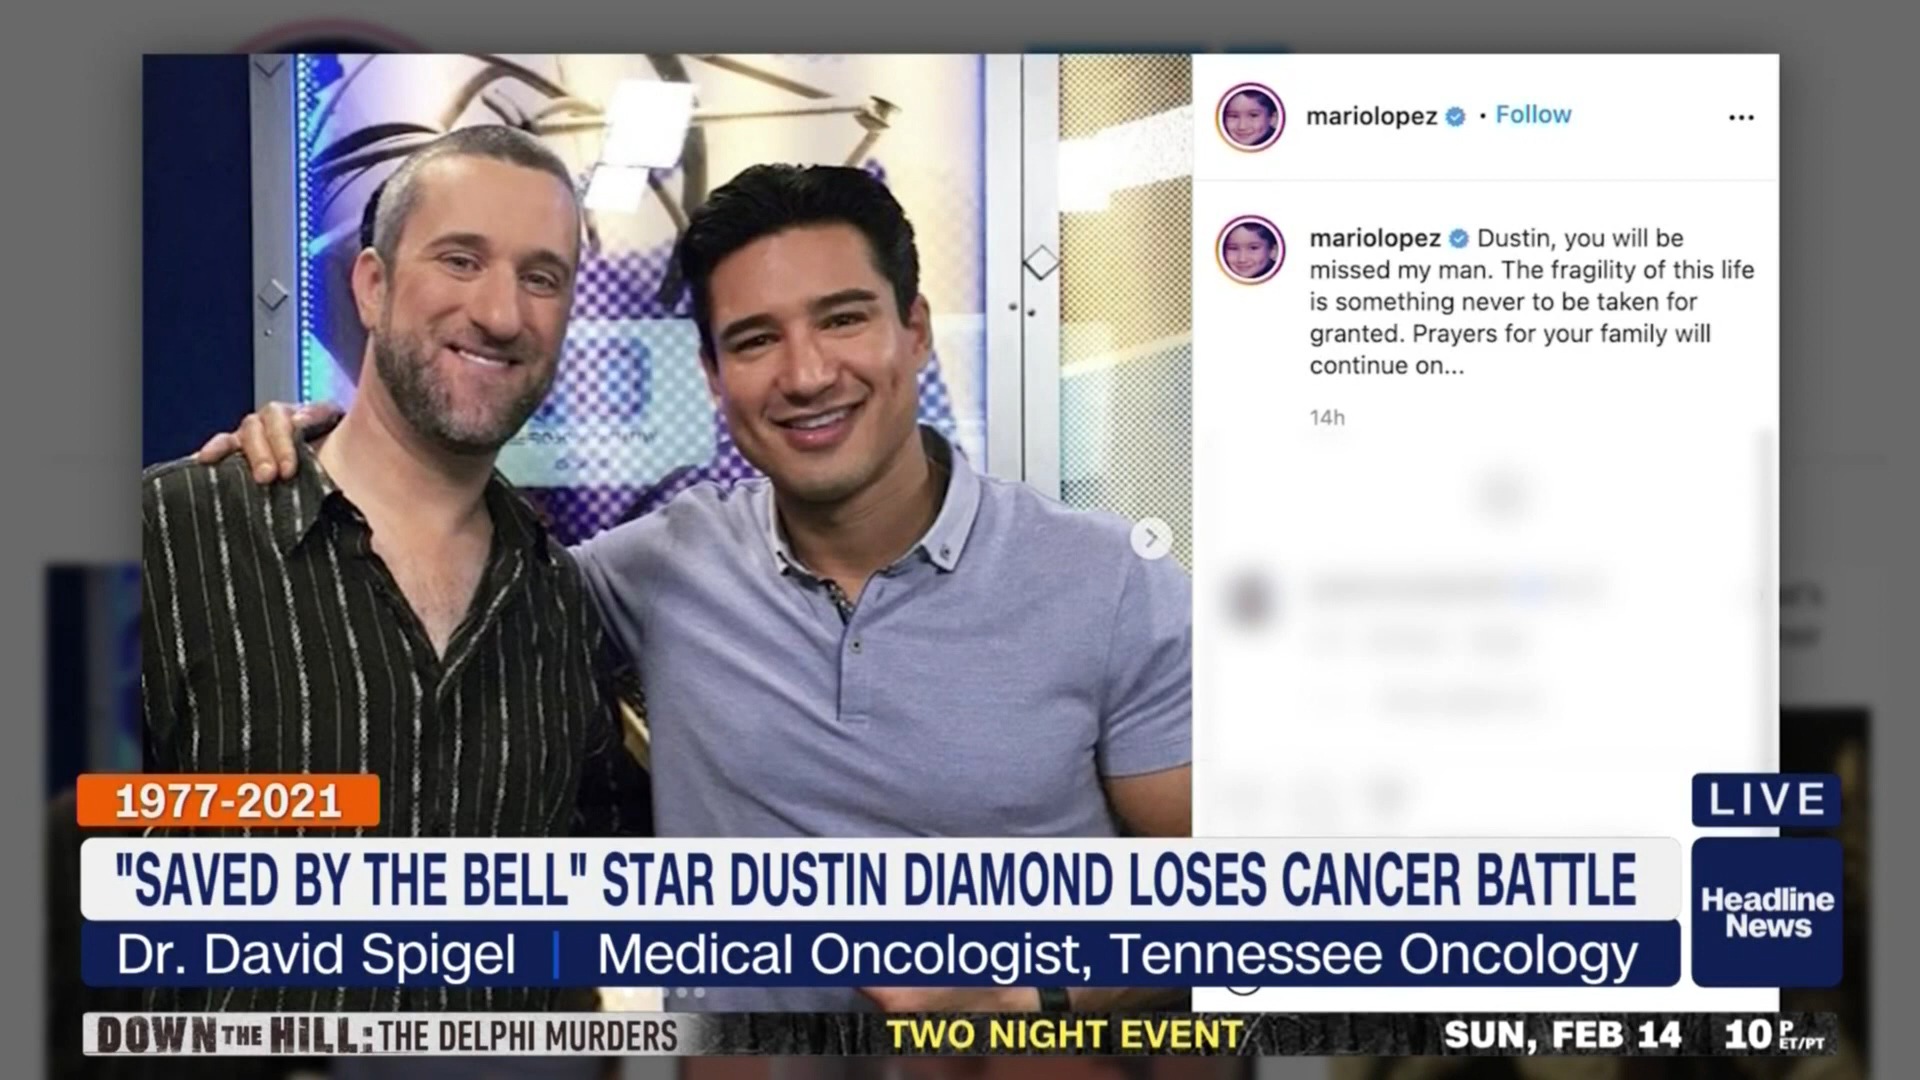 mariolopez • Follow
mariolopez Dustin, you will be
missed my man. The fragility of this life
is something never to be taken for
granted. Prayers for your family will
continue on...
14h
1977-2021
LIVE
"SAVED BY THE BELL" STAR DUSTIN DIAMOND LOSES CANCER BATTLE
Dr. David Spigel | Medical Oncologist, Tennessee Oncology
Headline
News
DOWN THE HILL: THE DELPHI MURDERS TWO NIGHT EVENT SUN, FEB 14 10 P ET/PT